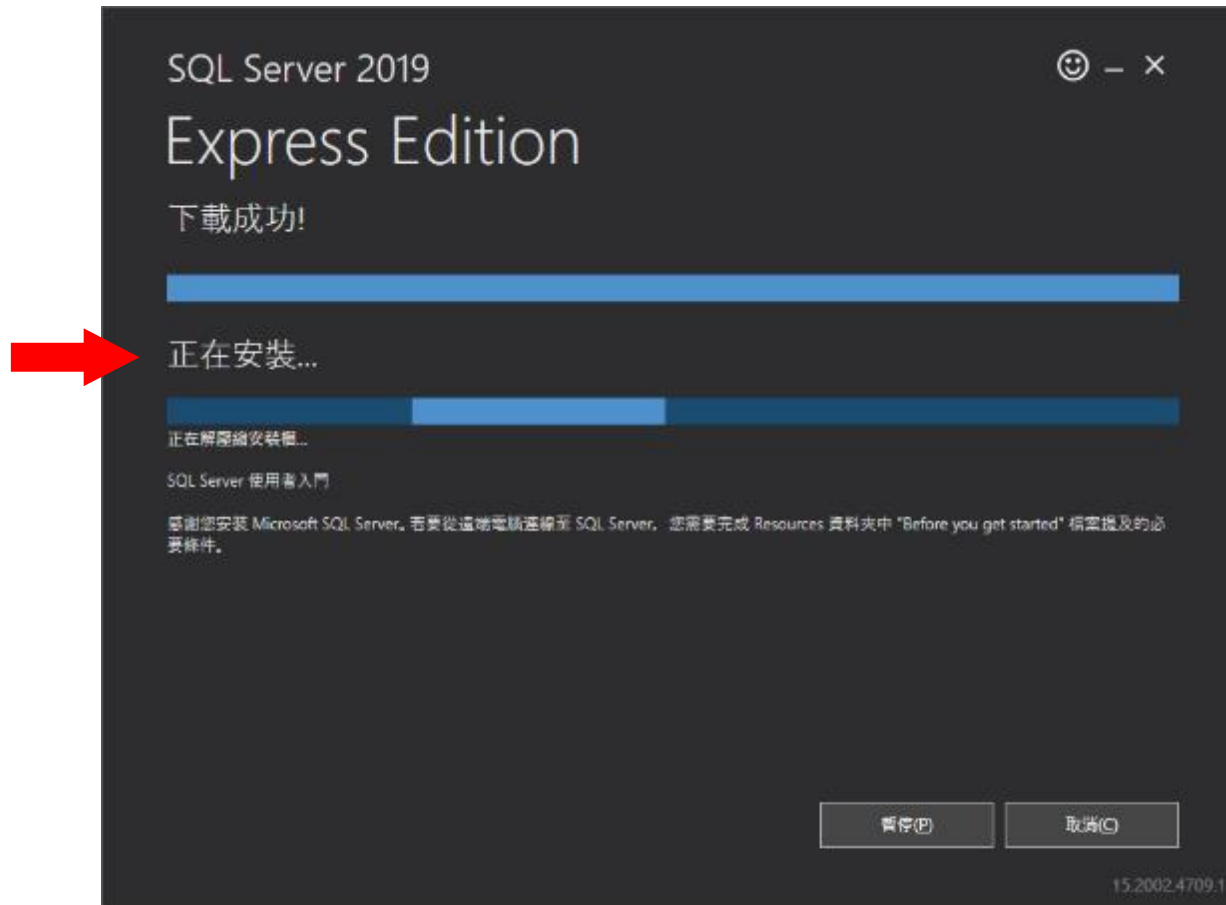 SQL Server 2019
Express Edition
下載成功!
正在安裝...
正在解壓縮安裝檔...
SQL Server 使用者入門
感謝您安裝 Microsoft SQL Server。若要從遠端電腦連線至 SQL Server， 您需要完成 Resources 資料夾中 "Before you get started" 檔案提及的必
要條件。
暫停(P)
取消(C)
15.2002.4709.1